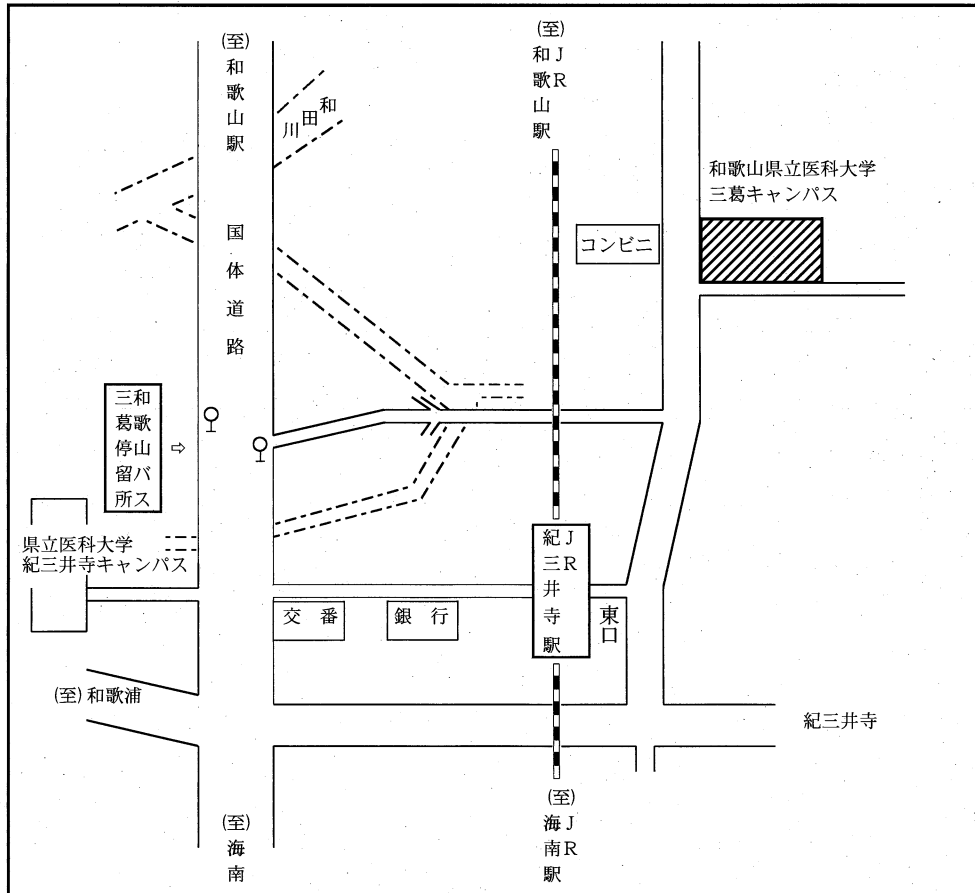 (至)和歌山駅
(至)JR和歌山駅
和田川
和歌山県立医科大学
三葛キャンパス
国体道路
コンビニ
和歌山バス
三葛停留所
⇨
県立医科大学
紀三井寺キャンパス
JR
紀三井寺駅
東口
交番
銀行
(至)和歌浦
紀三井寺
(至)海南
(至)JR海南駅